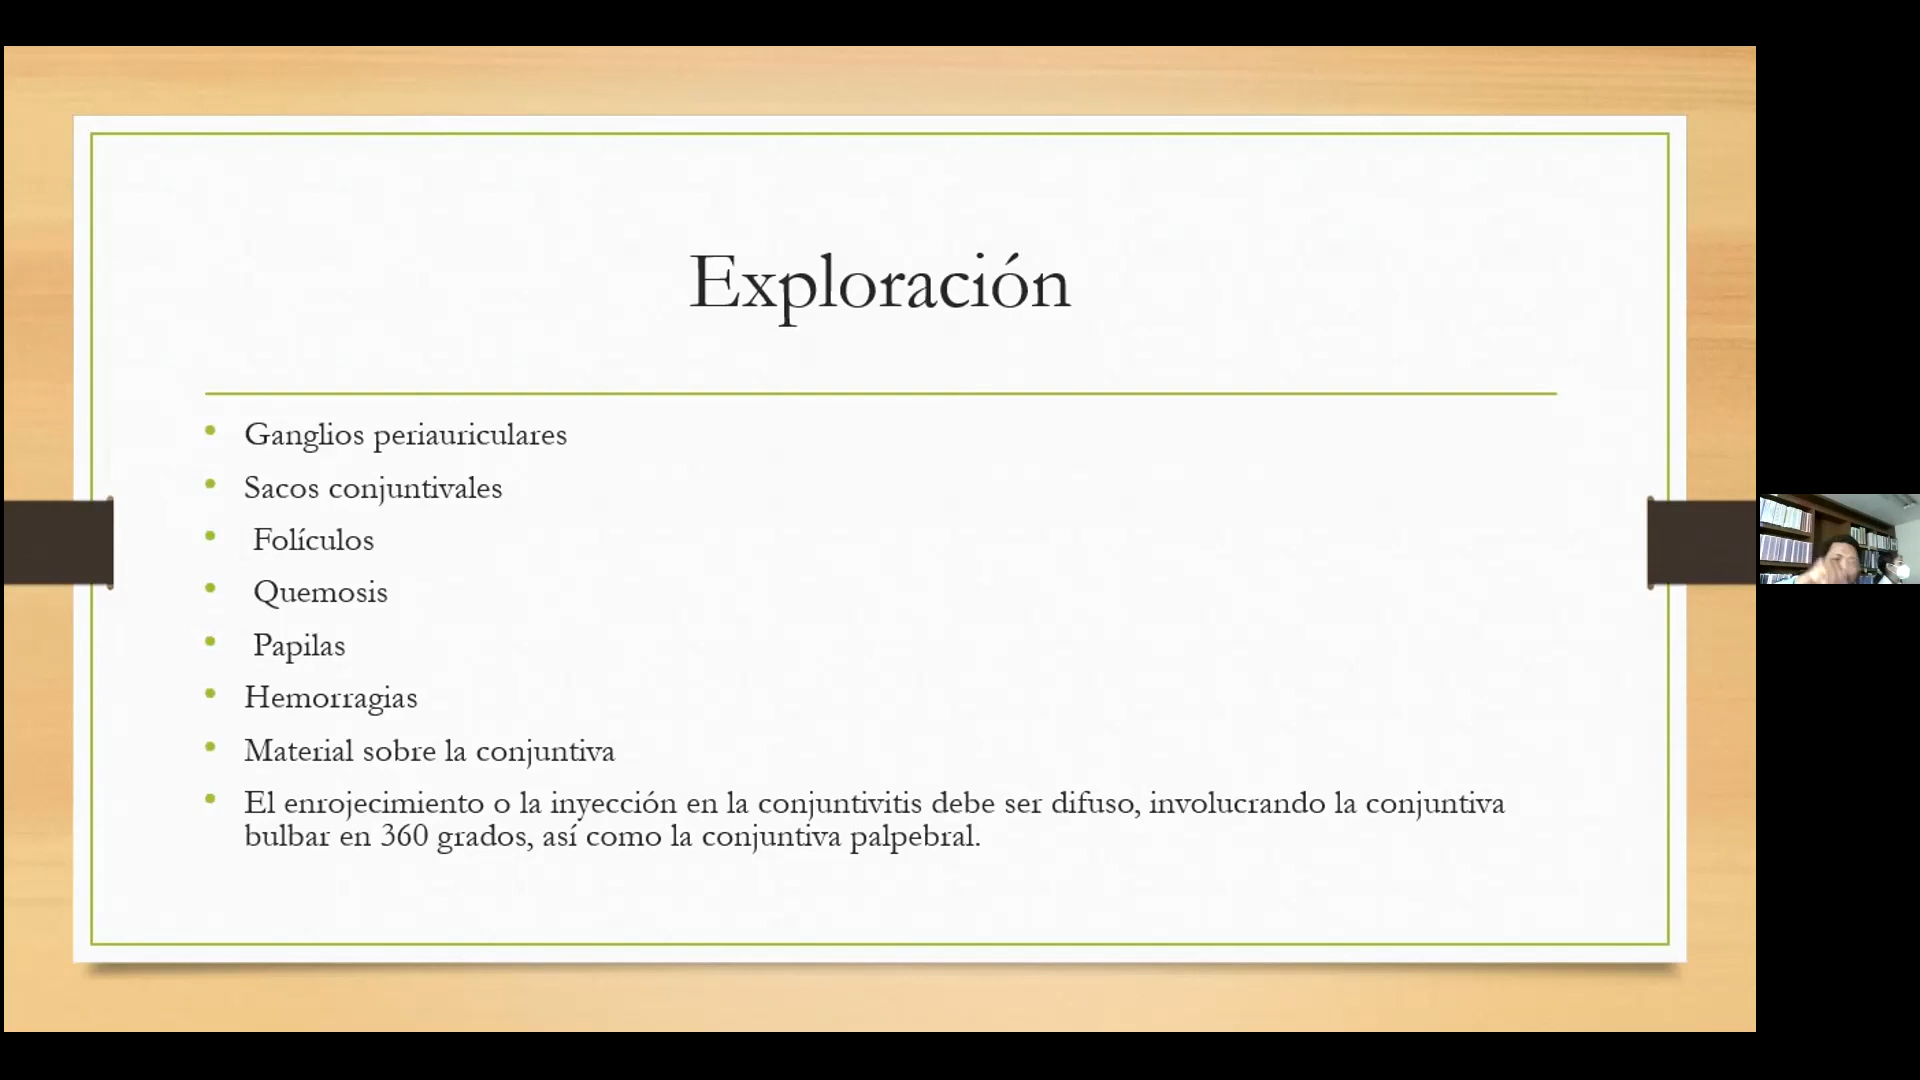 Exploración
• Ganglios periauriculares
• Sacos conjuntivales
• Folículos
• Quemosis
• Papilas
• Hemorragias
• Material sobre la conjuntiva
• El enrojecimiento o la inyección en la conjuntivitis debe ser difuso, involucrando la conjuntiva
bulbar en 360 grados, así como la conjuntiva palpebral.